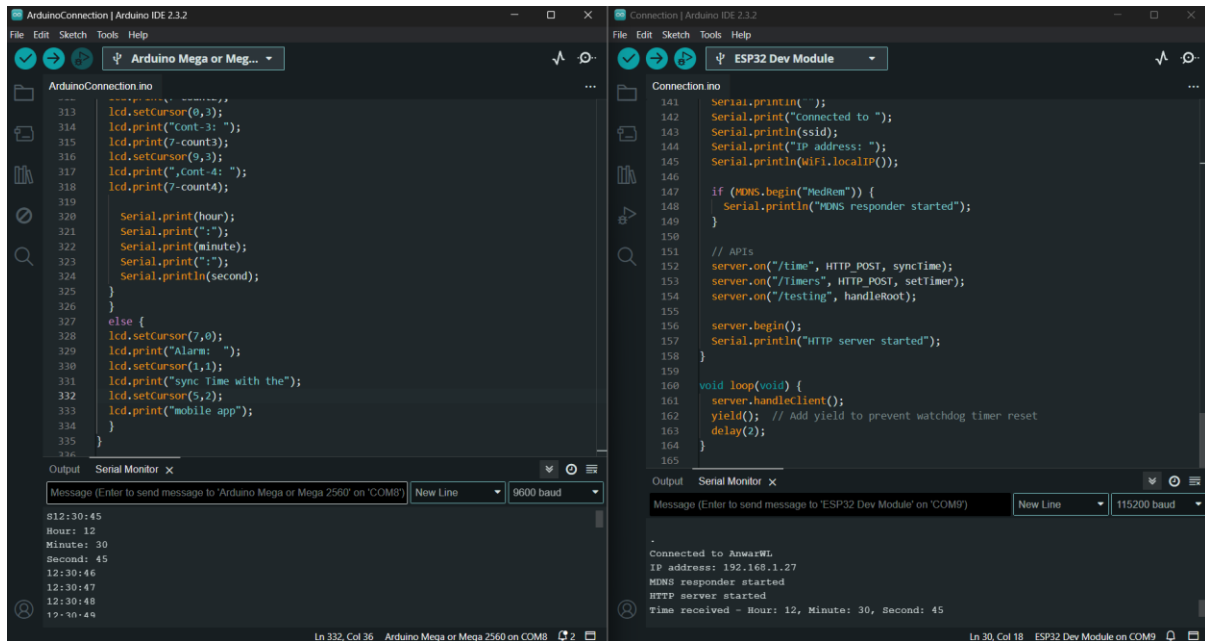 ArduinoConnection | Arduino IDE 2.3.2
File Edit Sketch Tools Help
Arduino Mega or Meg...
ArduinoConnection.ino
313 lcd.setCursor(0,3);
314 lcd.print("Cont-3: ");
315 lcd.print(7-count3);
316 lcd.setCursor(9,3);
317 lcd.print(",Cont-4: ");
318 lcd.print(7-count4);
319
320 Serial.print(hour);
321 Serial.print(":");
322 Serial.print(minute);
323 Serial.print(":");
324 Serial.println(second);
325 }
326 }
327 else {
328 lcd.setCursor(7,0);
329 lcd.print("Alarm:  ");
330 lcd.setCursor(1,1);
331 lcd.print("sync Time with the");
332 lcd.setCursor(5,2);
333 lcd.print("mobile app");
334 }
335 }
336
Output Serial Monitor
Message (Enter to send message to 'Arduino Mega or Mega 2560' on 'COM8')
New Line
9600 baud
S12:30:45
Hour: 12
Minute: 30
Second: 45
12:30:46
12:30:47
12:30:48
12:30:49
Ln 332, Col 36 Arduino Mega or Mega 2560 on COM8 2
Connection | Arduino IDE 2.3.2
File Edit Sketch Tools Help
ESP32 Dev Module
Connection.ino
141 Serial.println("");
142 Serial.print("Connected to ");
143 Serial.println(ssid);
144 Serial.print("IP address: ");
145 Serial.println(WiFi.localIP());
146
147 if (MDNS.begin("MedRem")) {
148 Serial.println("MDNS responder started");
149 }
150
151 // APIs
152 server.on("/time", HTTP_POST, syncTime);
153 server.on("/Timers", HTTP_POST, setTimer);
154 server.on("/testing", handleRoot);
155
156 server.begin();
157 Serial.println("HTTP server started");
158 }
159
160 void loop(void) {
161 server.handleClient();
162 yield();  // Add yield to prevent watchdog timer reset
163 delay(2);
164 }
165
Output Serial Monitor
Message (Enter to send message to 'ESP32 Dev Module' on 'COM9')
New Line
115200 baud
.
Connected to AnwarWL
IP address: 192.168.1.27
MDNS responder started
HTTP server started
Time received - Hour: 12, Minute: 30, Second: 45
Ln 30, Col 18 ESP32 Dev Module on COM9